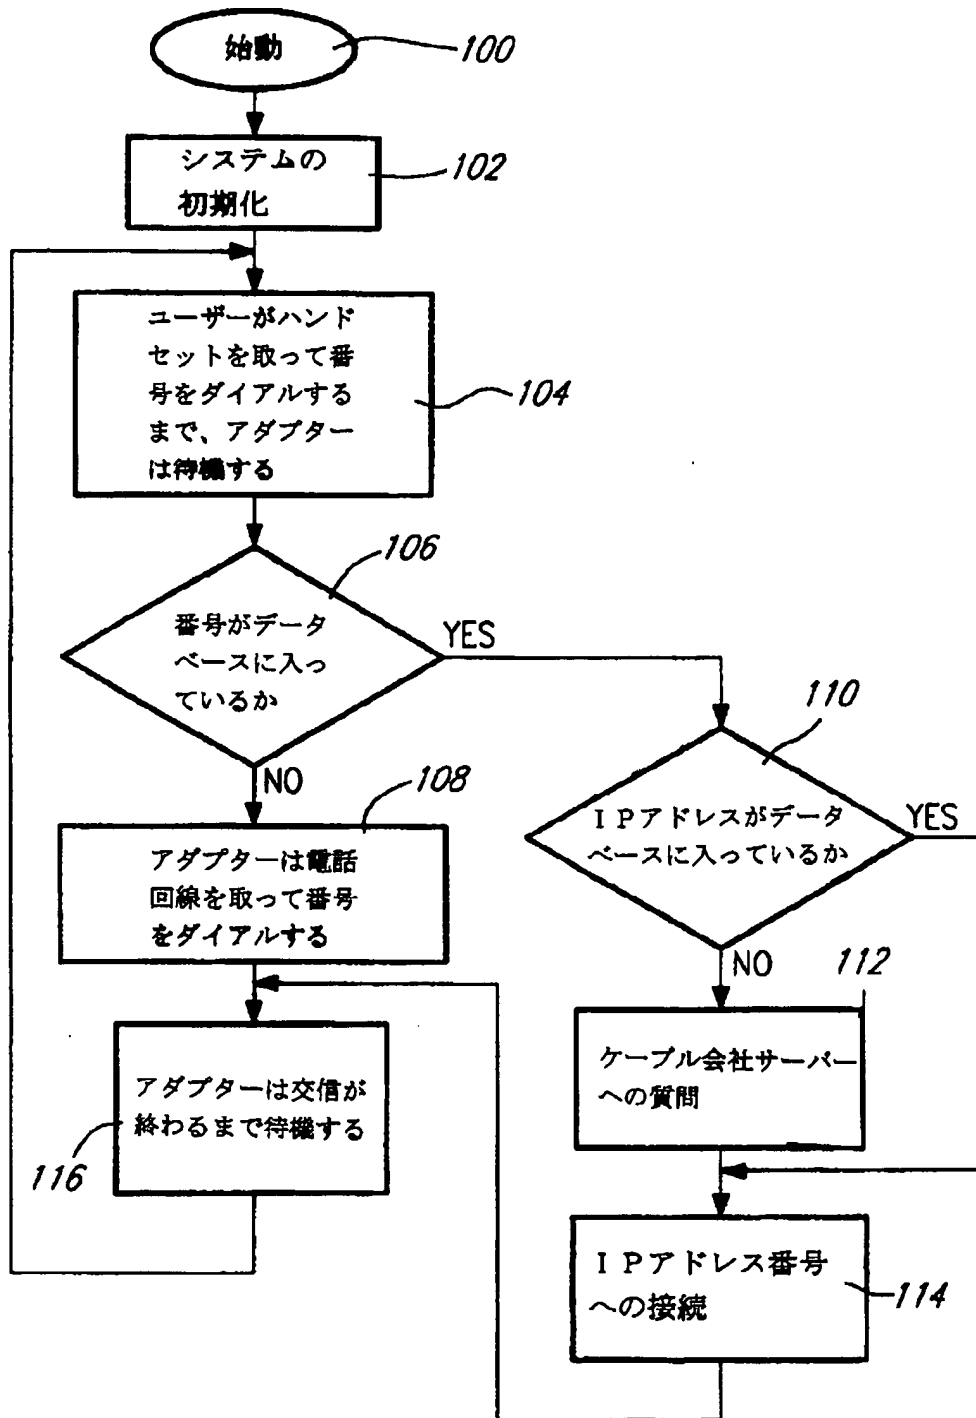 始動
100
システムの
初期化
102
ユーザーがハンド
セットを取って番
号をダイアルする
まで、アダプター
は待機する
104
106
番号がデータ
ベースに入っ
ているか
YES
NO
108
アダプターは電話
回線を取って番号
をダイアルする
110
IPアドレスがデータ
ベースに入っているか
YES
NO
112
ケーブル会社サーバー
への質問
アダプターは交信が
終わるまで待機する
116
IPアドレス番号
への接続
114